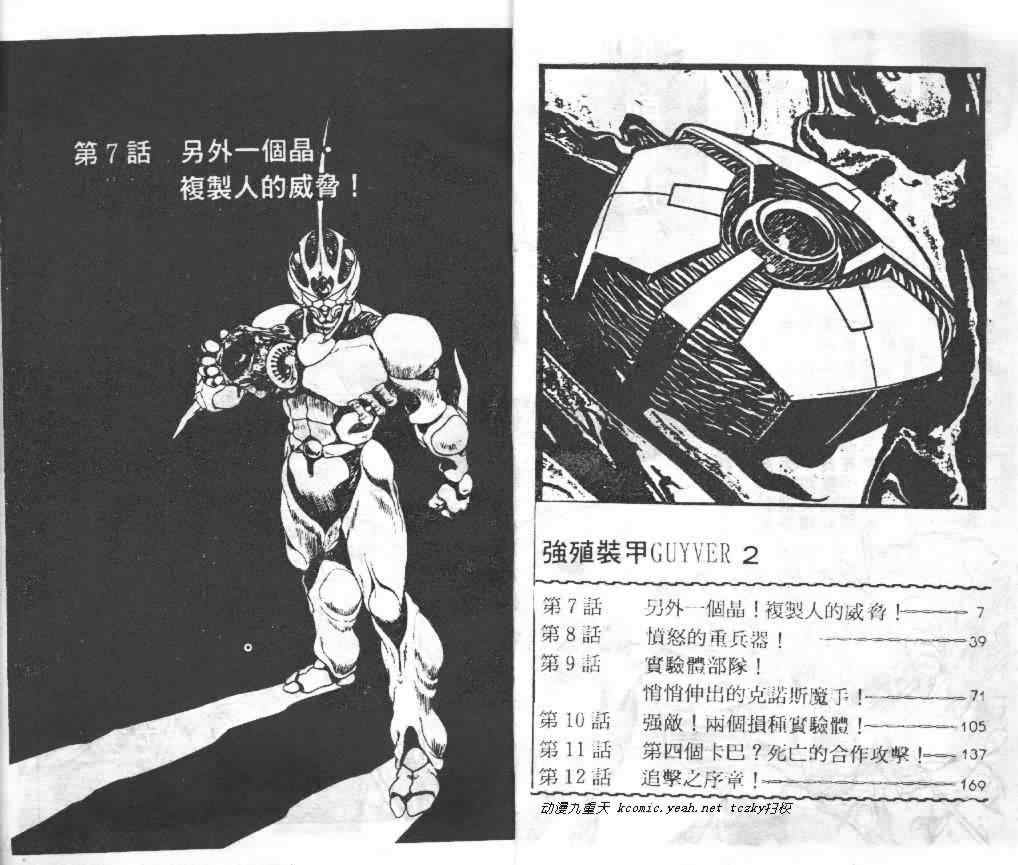 第7話　另外一個晶・
複製人的威脅！
強殖裝甲GUYVER 2
第7話　另外一個晶！複製人的威脅！ 7
第8話　憤怒的重兵器！ 39
第9話　實驗體部隊！
悄悄伸出的克諾斯魔手！ 71
第10話　强敵！兩個損種實驗體！ 105
第11話　第四個卡巴？死亡的合作攻擊！ 137
第12話　追擊之序章！ 169
动漫九重天 kcomic.yeah.net tczky扫校